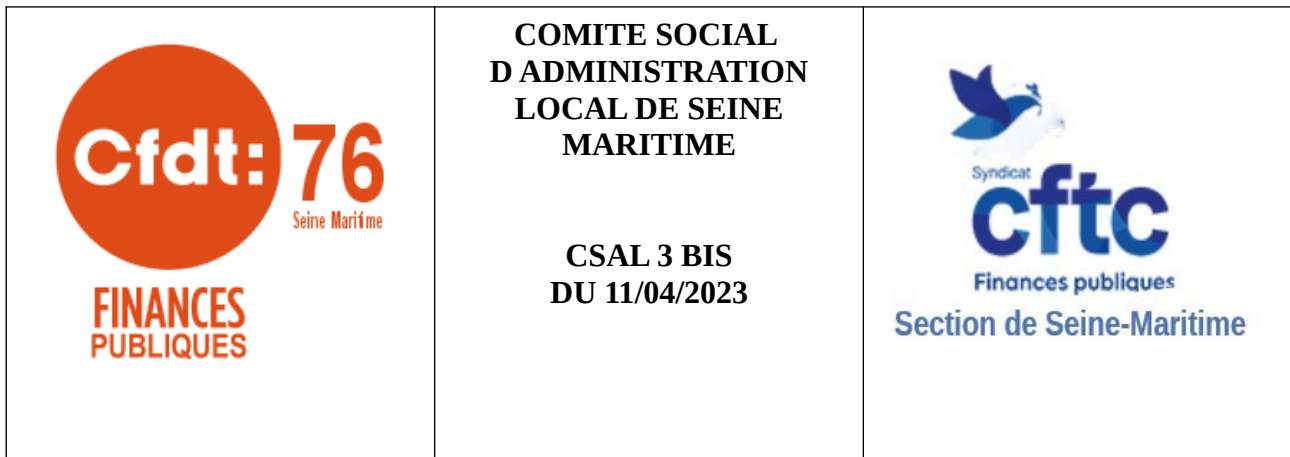 Cfdt: 76
Seine Maritime
FINANCES
PUBLIQUES
COMITE SOCIAL
D ADMINISTRATION
LOCAL DE SEINE
MARITIME
CSAL 3 BIS
DU 11/04/2023
Syndicat
cftc
Finances publiques
Section de Seine-Maritime